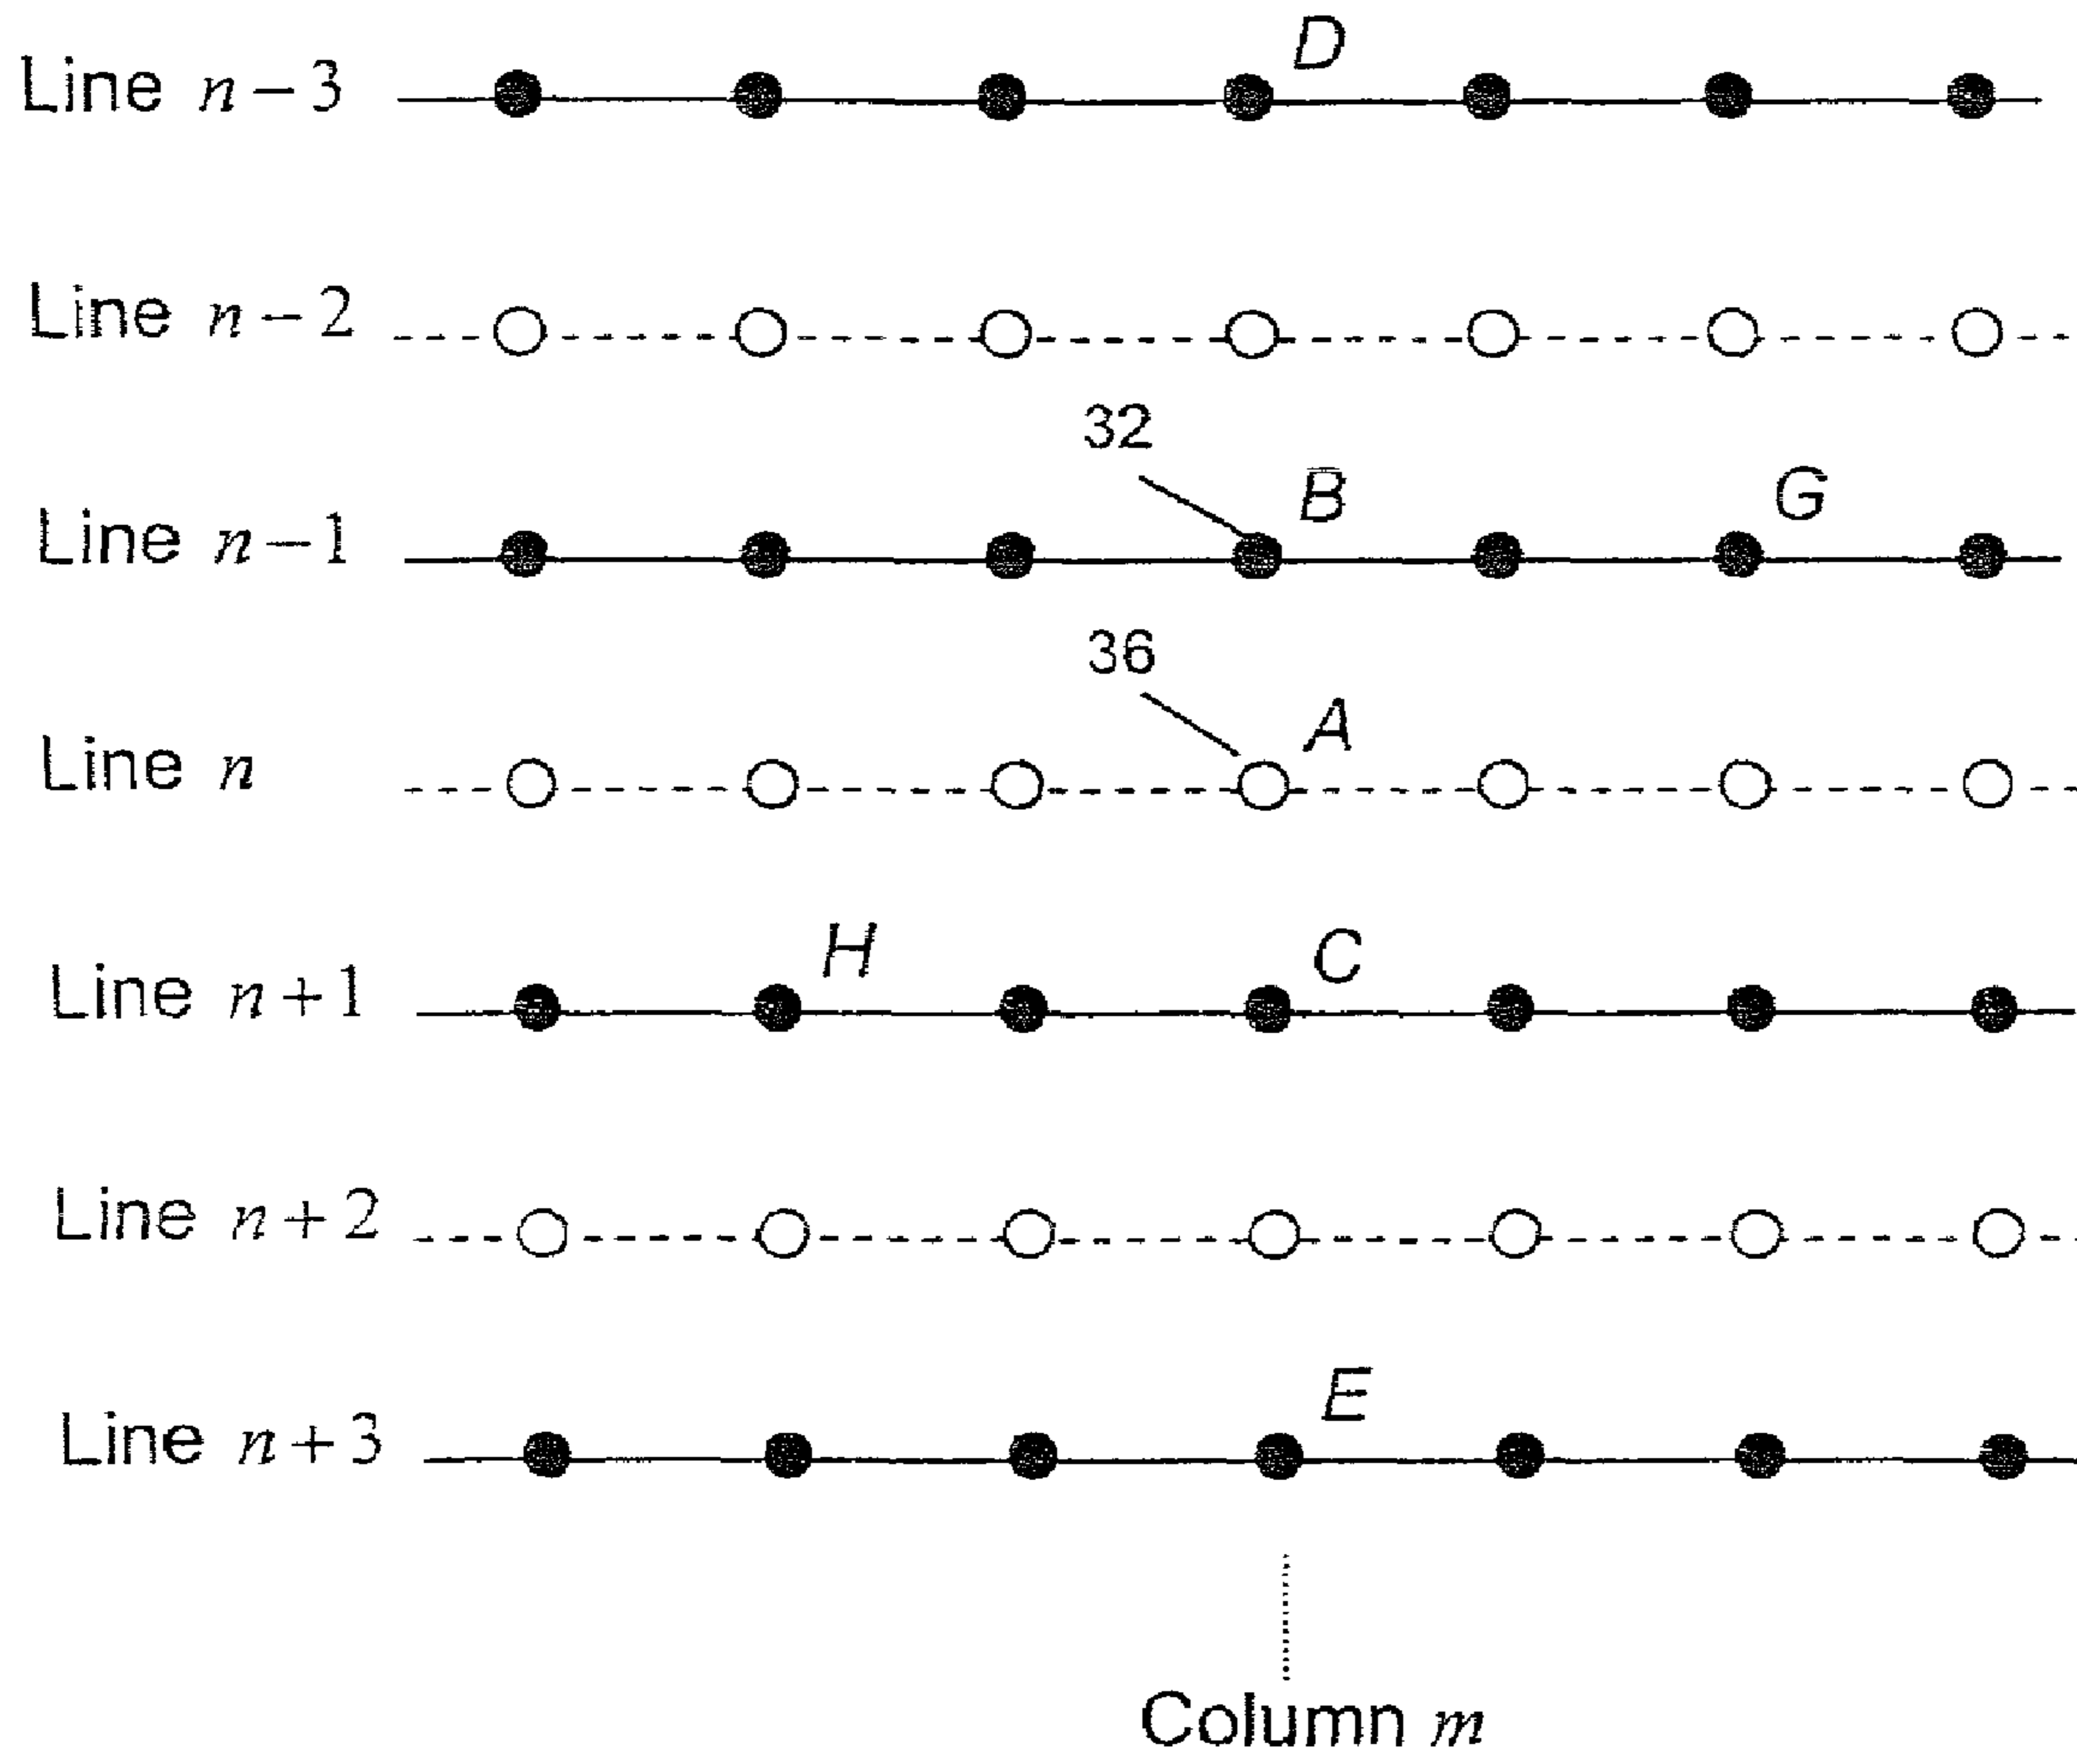 D
Line n−3
Line n−2
32
B
G
Line n−1
36
A
Line n
H
C
Line n+1
Line n+2
E
Line n+3
Column m